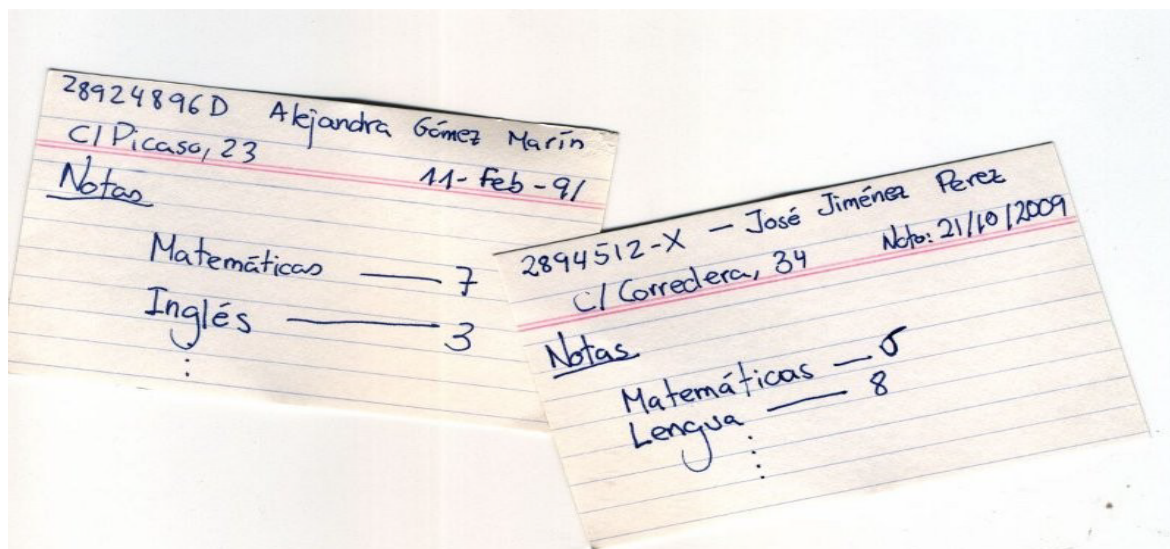 28924896D Alejandra Gómez Marín
C/ Picaso, 23
11-Feb-91
Notas
Matemáticas — 7
Inglés — 3
⋮
2894512-X — José Jiménez Perez
Ncto: 21/10/2009
C/ Corredera, 34
Notas
Matemáticas — 5
Lengua — 8
⋮